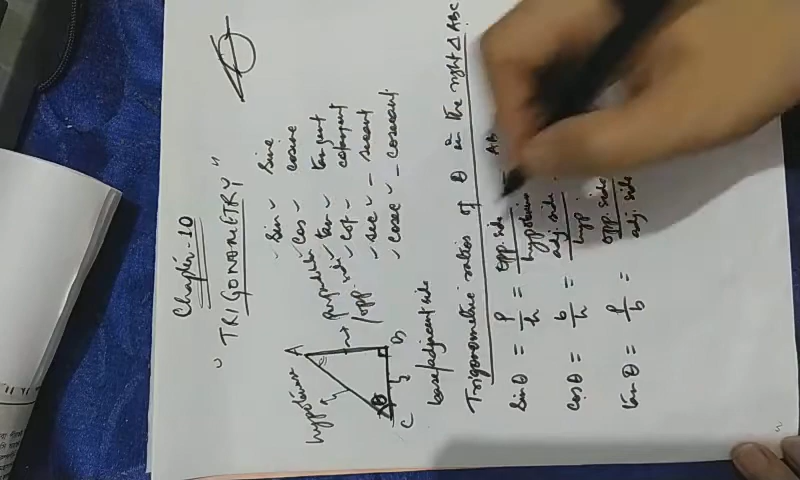 Chapter-10
"TRIGONOMETRY"
sin - sine
cos - cosine
tan - tangent
cot - cotangent
sec - secant
cosec - cosecant
hypotenuse
A
h
P
perpendicular
/opp. side
θ
C
b
B
base/adjacent side
Trigonometric ratios of θ in the right Δ ABC
sin θ = P/h = opp. side/hypotenuse = AB
cos θ = b/h = adj. side/hyp.
tan θ = P/b = opp. side/adj. side